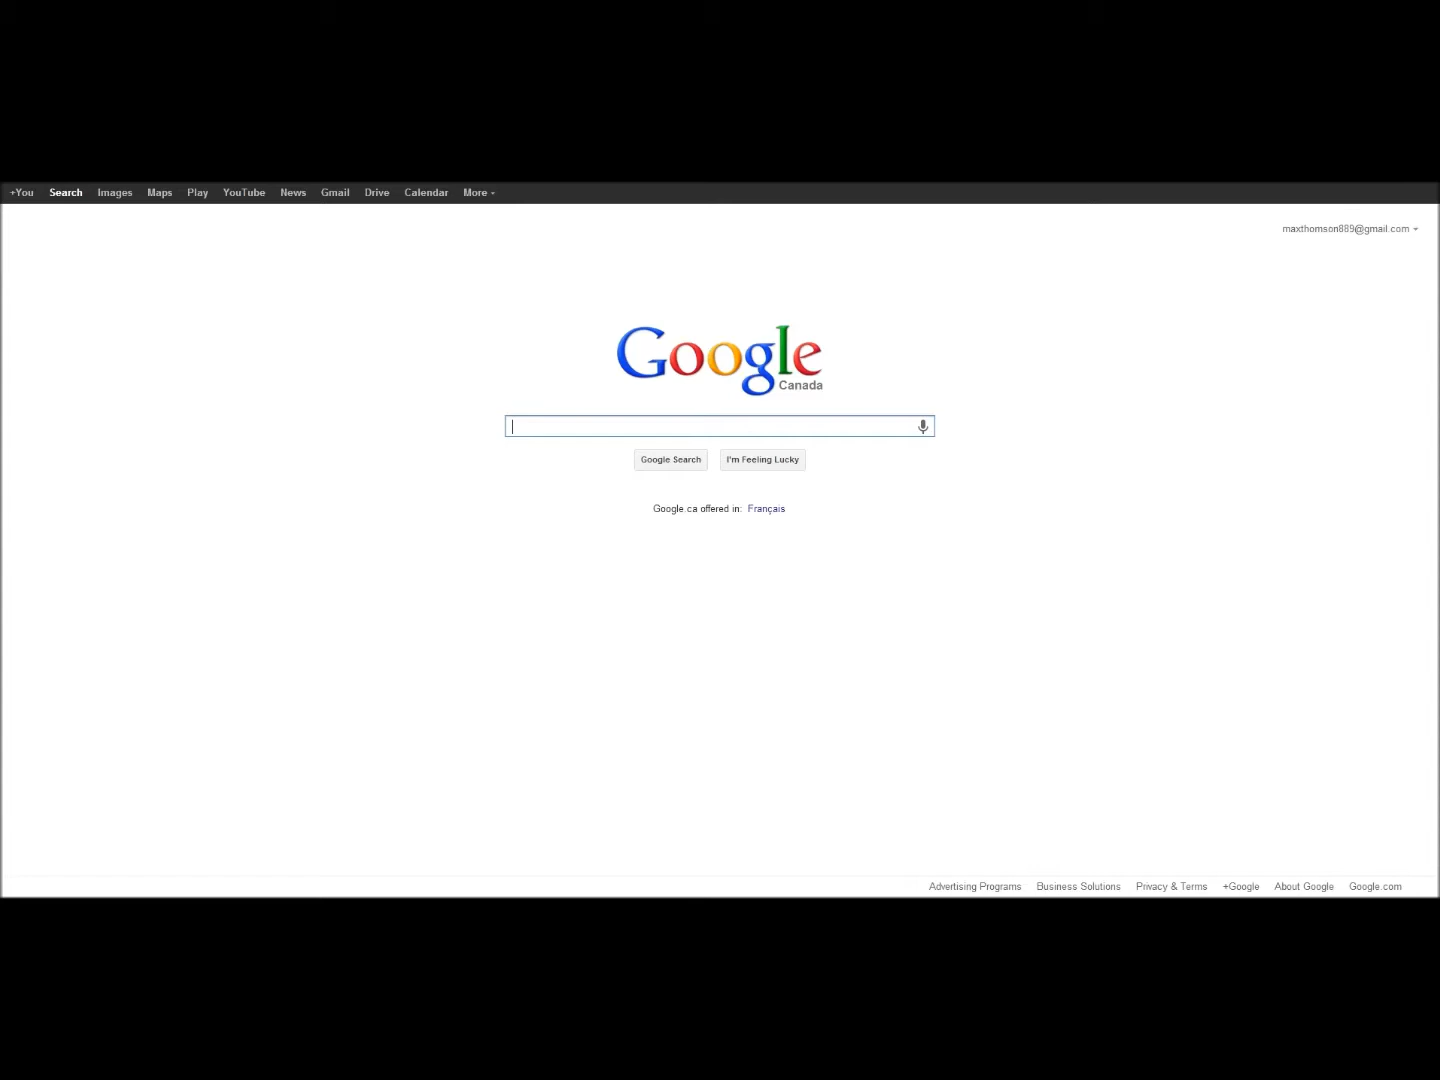 +You Search Images Maps Play YouTube News Gmail Drive Calendar More
maxthomson889@gmail.com
Google
Canada
Google Search I'm Feeling Lucky
Google.ca offered in: Français
Advertising Programs Business Solutions Privacy & Terms +Google About Google Google.com